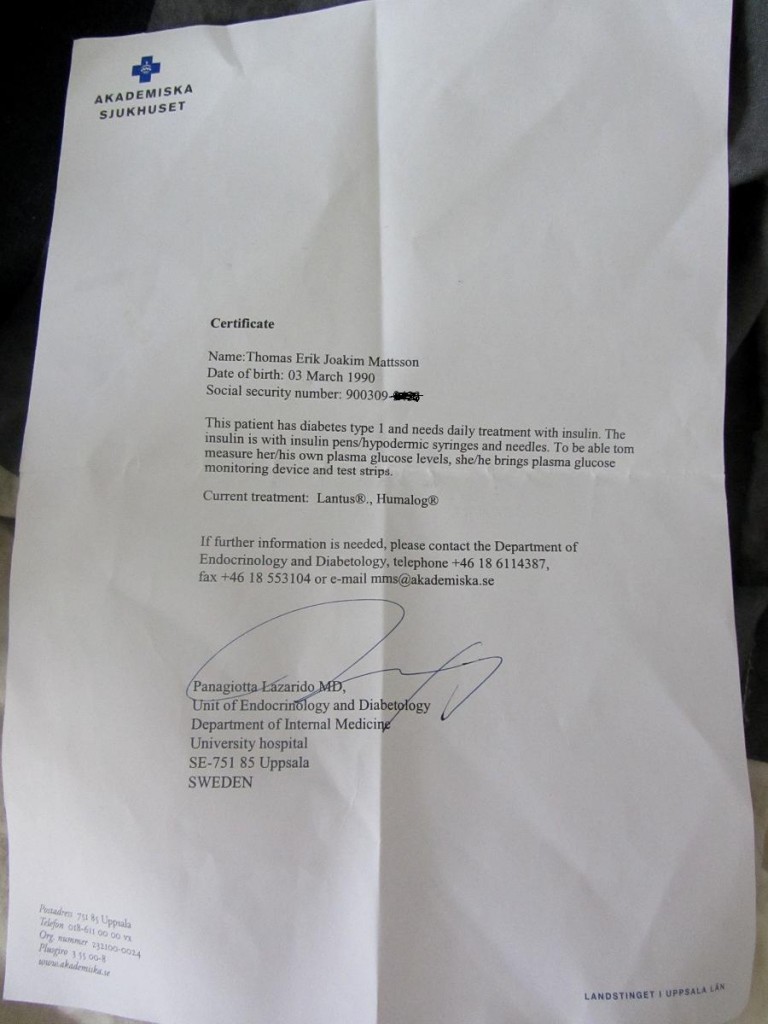 AKADEMISKA
SJUKHUSET
Certificate
Name:Thomas Erik Joakim Mattsson
Date of birth: 03 March 1990
Social security number: 900309-
This patient has diabetes type 1 and needs daily treatment with insulin. The
insulin is with insulin pens/hypodermic syringes and needles. To be able tom
measure her/his own plasma glucose levels, she/he brings plasma glucose
monitoring device and test strips.
Current treatment: Lantus®., Humalog®
If further information is needed, please contact the Department of
Endocrinology and Diabetology, telephone +46 18 6114387,
fax +46 18 553104 or e-mail mms@akademiska.se
Panagiotta Lazarido MD,
Unit of Endocrinology and Diabetology
Department of Internal Medicine
University hospital
SE-751 85 Uppsala
SWEDEN
Postadress 751 85 Uppsala
Telefon 018-611 00 00 vx
Org. nummer 232100-0024
Plusgiro 3 55 00-8
www.akademiska.se
LANDSTINGET I UPPSALA LÄN